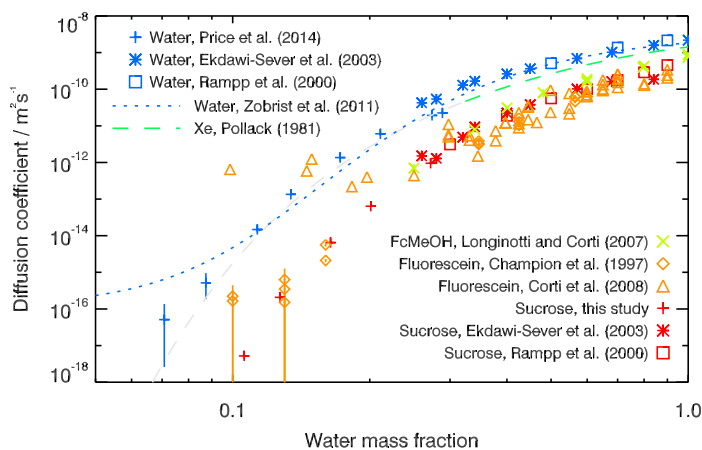 10⁻⁸
10⁻¹⁰
10⁻¹²
10⁻¹⁴
10⁻¹⁶
10⁻¹⁸
Diffusion coefficient / m²s⁻¹
Water, Price et al. (2014)
Water, Ekdawi-Sever et al. (2003)
Water, Rampp et al. (2000)
Water, Zobrist et al. (2011)
Xe, Pollack (1981)
FcMeOH, Longinotti and Corti (2007)
Fluorescein, Champion et al. (1997)
Fluorescein, Corti et al. (2008)
Sucrose, this study
Sucrose, Ekdawi-Sever et al. (2003)
Sucrose, Rampp et al. (2000)
0.1
1.0
Water mass fraction